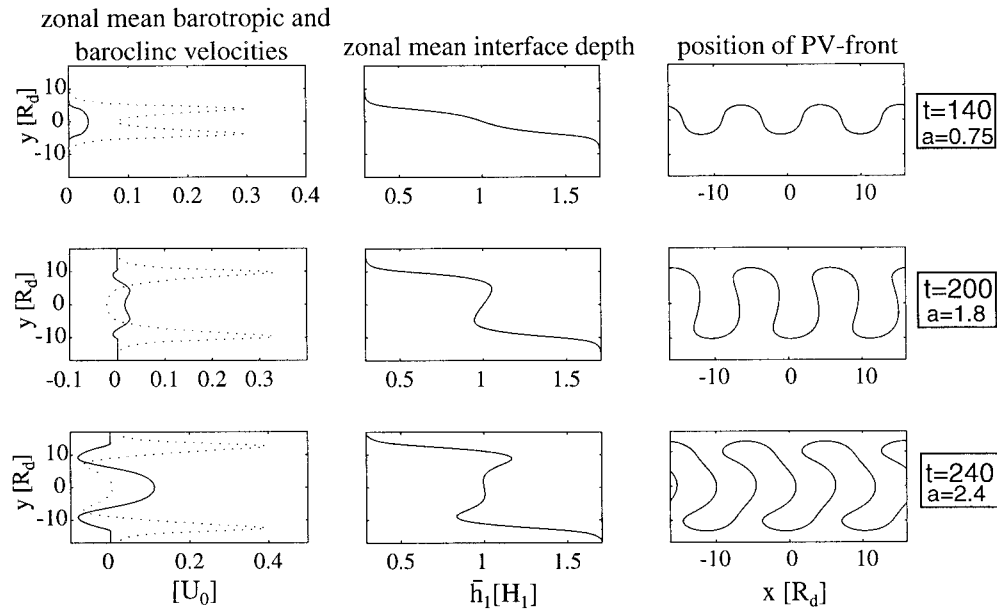 zonal mean barotropic and
baroclinc velocities
zonal mean interface depth
position of PV-front
y [R_d]
10
0
-10
0
0.1
0.2
0.3
0.4
0.5
1
1.5
-10
0
10
t=140
a=0.75
y [R_d]
10
0
-10
-0.1
0
0.1
0.2
0.3
0.5
1
1.5
-10
0
10
t=200
a=1.8
y [R_d]
10
0
-10
0
0.2
0.4
0.5
1
1.5
-10
0
10
t=240
a=2.4
[U_0]
h̄_1[H_1]
x [R_d]